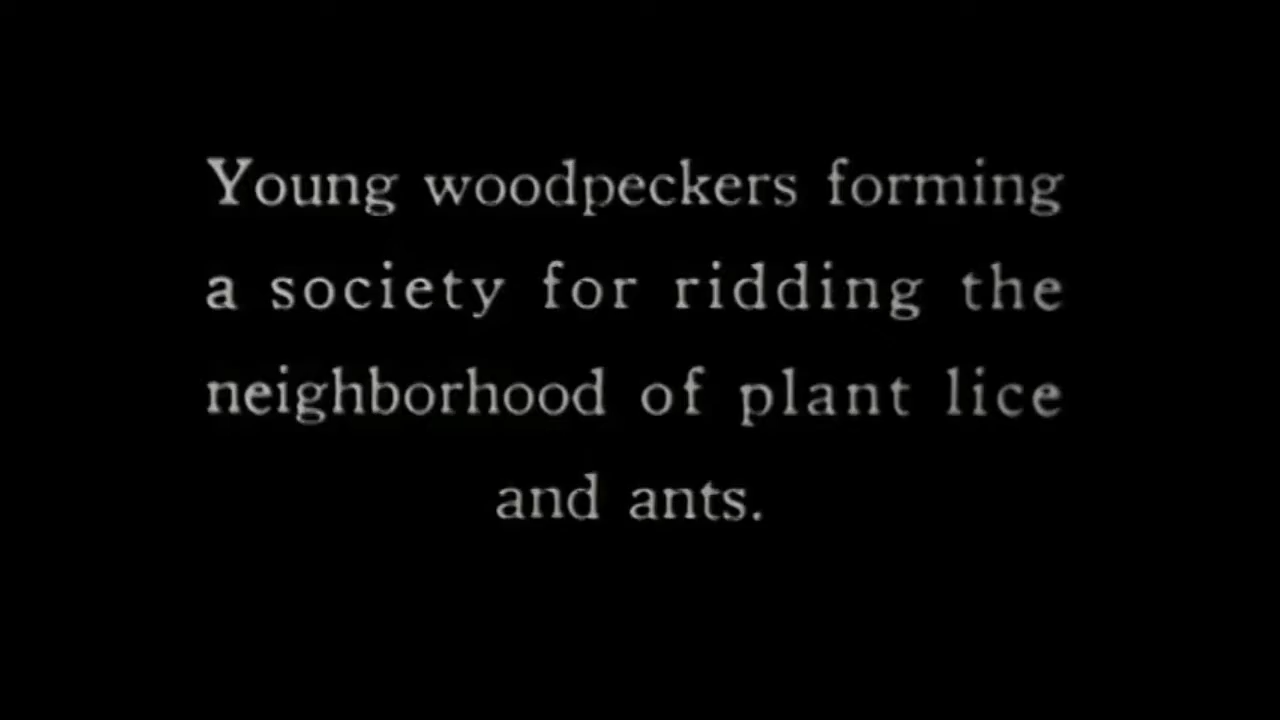 Young woodpeckers forming
a society for ridding the
neighborhood of plant lice
and ants.